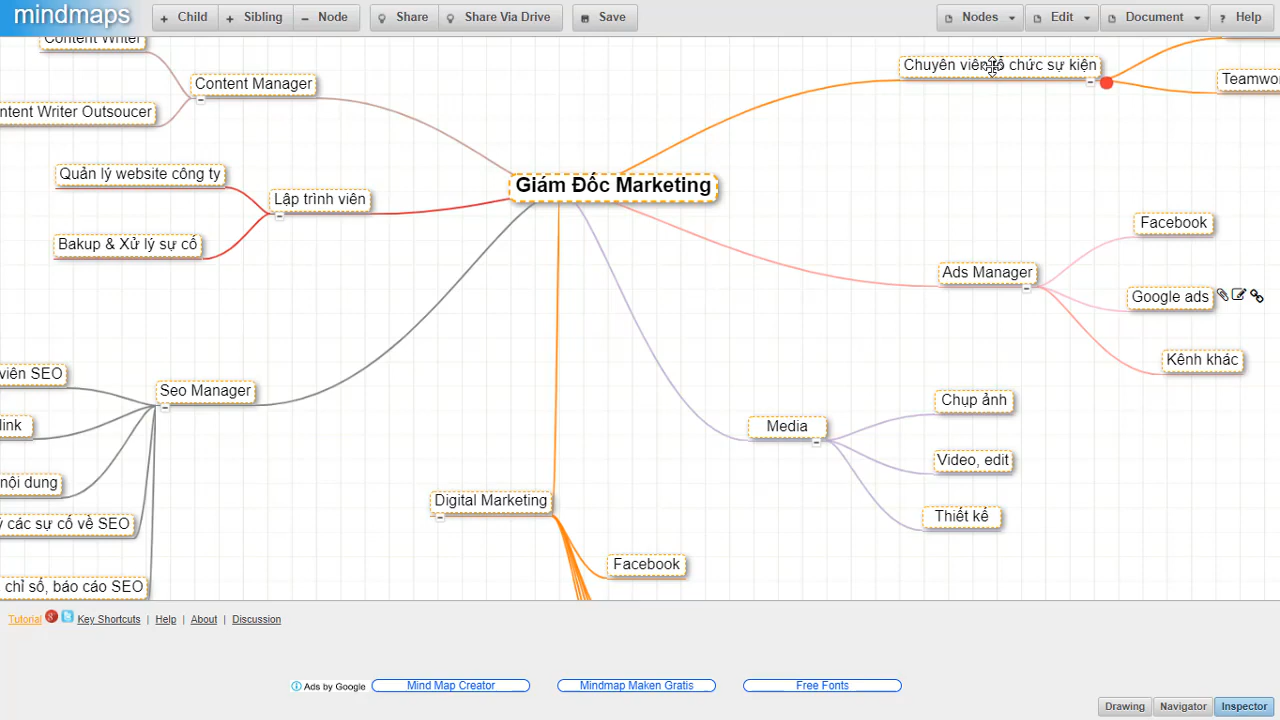 mindmaps
Child
Sibling
Node
Share
Share Via Drive
Save
Nodes
Edit
Document
Help
Content Writer
Content Manager
ntent Writer Outsoucer
Chuyên viên tổ chức sự kiện
Teamwo
Quản lý website công ty
Lập trình viên
Bakup & Xử lý sự cố
Giám Đốc Marketing
Facebook
Ads Manager
Google ads
Kênh khác
viên SEO
Seo Manager
link
nội dung
ý các sự cố về SEO
chỉ số, báo cáo SEO
Media
Chụp ảnh
Video, edit
Thiết kế
Digital Marketing
Facebook
Tutorial Key Shortcuts | Help | About | Discussion
Ads by Google
Mind Map Creator
Mindmap Maken Gratis
Free Fonts
Drawing
Navigator
Inspector